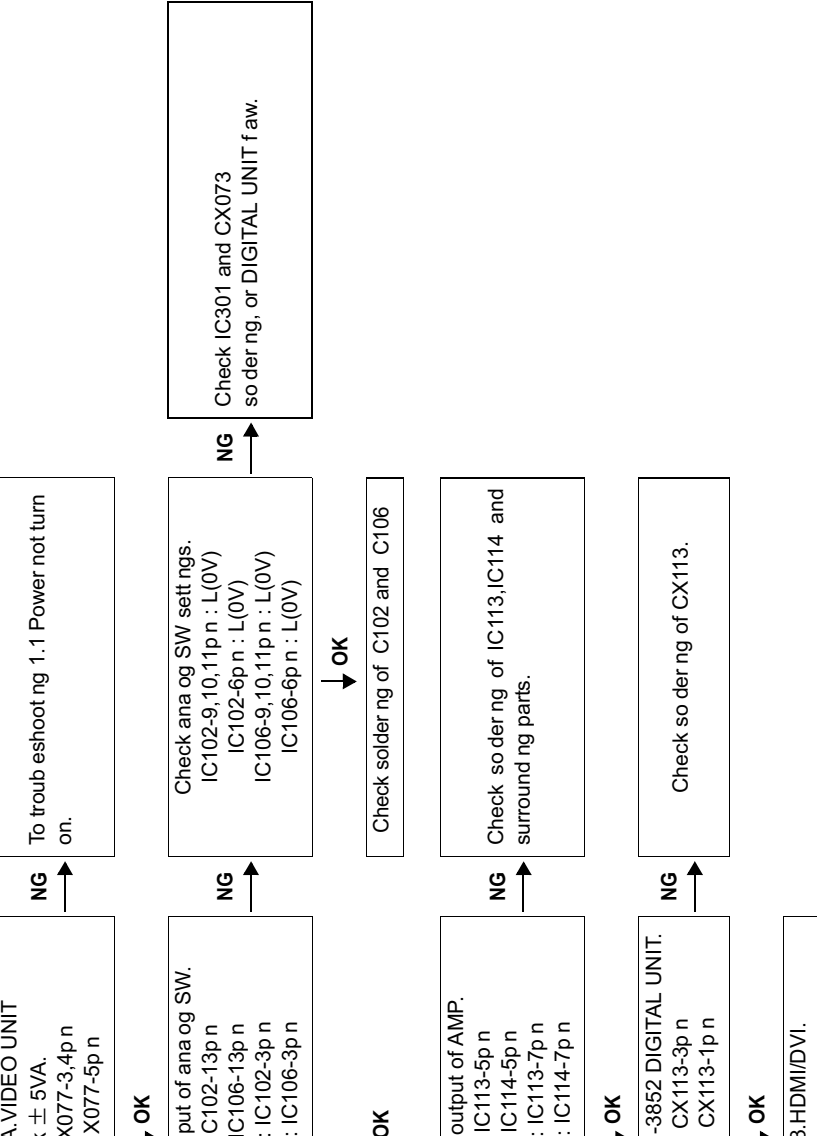 A.VIDEO UNIT
± 5VA.
X077-3,4p n
X077-5p n
NG
To troub eshoot ng 1.1 Power not turn
on.
OK
put of ana og SW.
C102-13p n
IC106-13p n
: IC102-3p n
: IC106-3p n
NG
Check ana og SW sett ngs.
IC102-9,10,11p n : L(0V)
IC102-6p n : L(0V)
IC106-9,10,11p n : L(0V)
IC106-6p n : L(0V)
NG
Check IC301 and CX073
so der ng, or DIGITAL UNIT f aw.
OK
Check solder ng of C102 and C106
OK
output of AMP.
IC113-5p n
IC114-5p n
: IC113-7p n
: IC114-7p n
NG
Check so der ng of IC113,IC114 and
surround ng parts.
OK
-3852 DIGITAL UNIT.
CX113-3p n
CX113-1p n
NG
Check so der ng of CX113.
OK
3.HDMI/DVI.